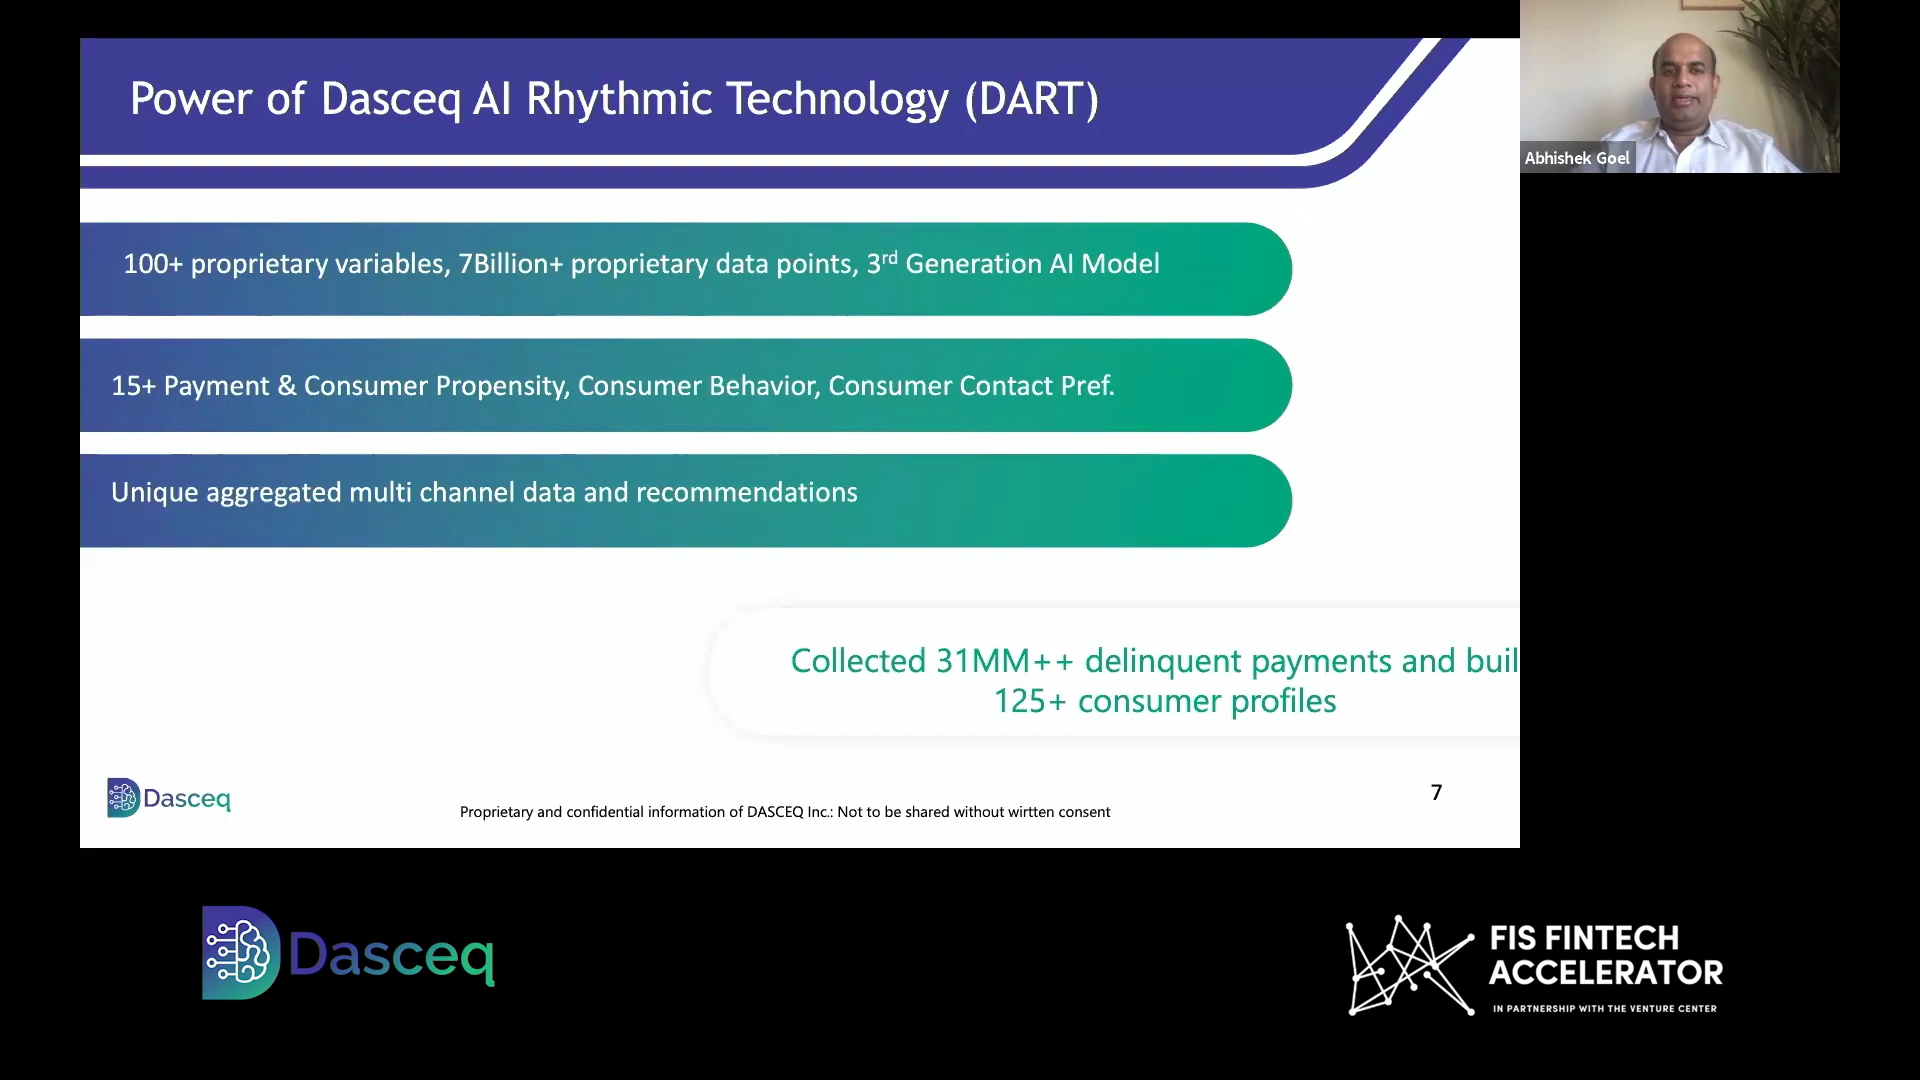 Power of Dasceq AI Rhythmic Technology (DART)
Abhishek Goel
100+ proprietary variables, 7Billion+ proprietary data points, 3rd Generation AI Model
15+ Payment & Consumer Propensity, Consumer Behavior, Consumer Contact Pref.
Unique aggregated multi channel data and recommendations
Collected 31MM++ delinquent payments and buil
125+ consumer profiles
Dasceq
Proprietary and confidential information of DASCEQ Inc.: Not to be shared without wirtten consent
7
Dasceq
FIS FINTECH
ACCELERATOR
IN PARTNERSHIP WITH THE VENTURE CENTER